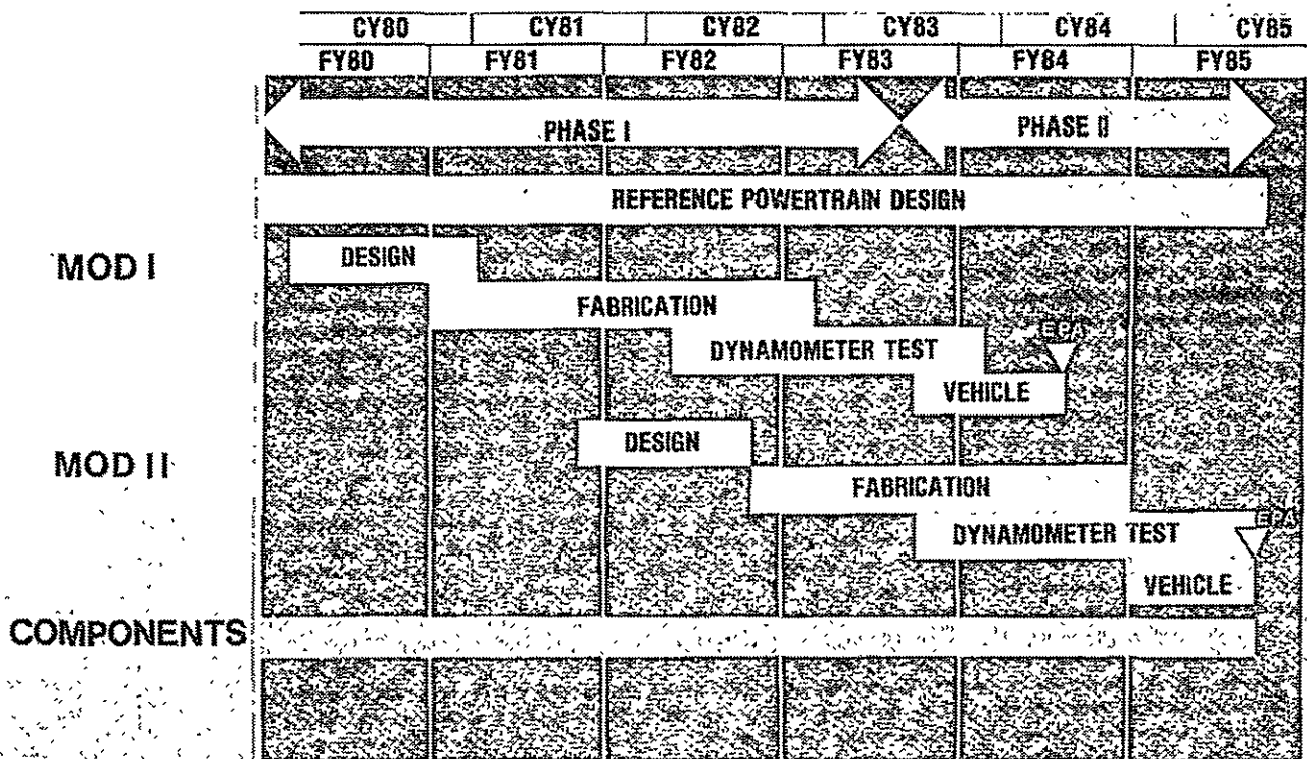 CY80 CY81 CY82 CY83 CY84 CY85
FY80 FY81 FY82 FY83 FY84 FY85
PHASE I PHASE II
REFERENCE POWERTRAIN DESIGN
MOD I
DESIGN
FABRICATION
EPA
DYNAMOMETER TEST
VEHICLE
MOD II
DESIGN
FABRICATION
EPA
DYNAMOMETER TEST
VEHICLE
COMPONENTS